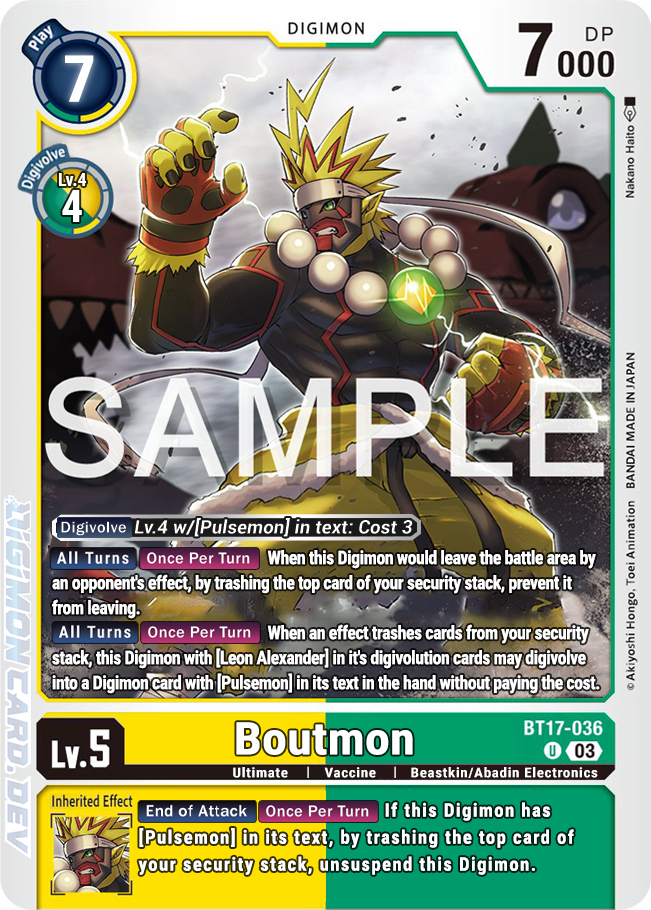 DIGIMON
Play
7
7000
DP
Digivolve
Lv.4
4
Nakano Haito
SAMPLE
Digivolve Lv.4 w/[Pulsemon] in text: Cost 3
All Turns Once Per Turn When this Digimon would leave the battle area by
an opponent's effect, by trashing the top card of your security stack, prevent it
from leaving.
All Turns Once Per Turn When an effect trashes cards from your security
stack, this Digimon with [Leon Alexander] in it's digivolution cards may digivolve
into a Digimon card with [Pulsemon] in its text in the hand without paying the cost.
© Akiyoshi Hongo, Toei Animation BANDAI MADE IN JAPAN
DIGIMONCARD.DEV
Lv.5
Boutmon
BT17-036
U 03
Ultimate | Vaccine | Beastkin/Abadin Electronics
Inherited Effect
End of Attack Once Per Turn If this Digimon has
[Pulsemon] in its text, by trashing the top card of
your security stack, unsuspend this Digimon.